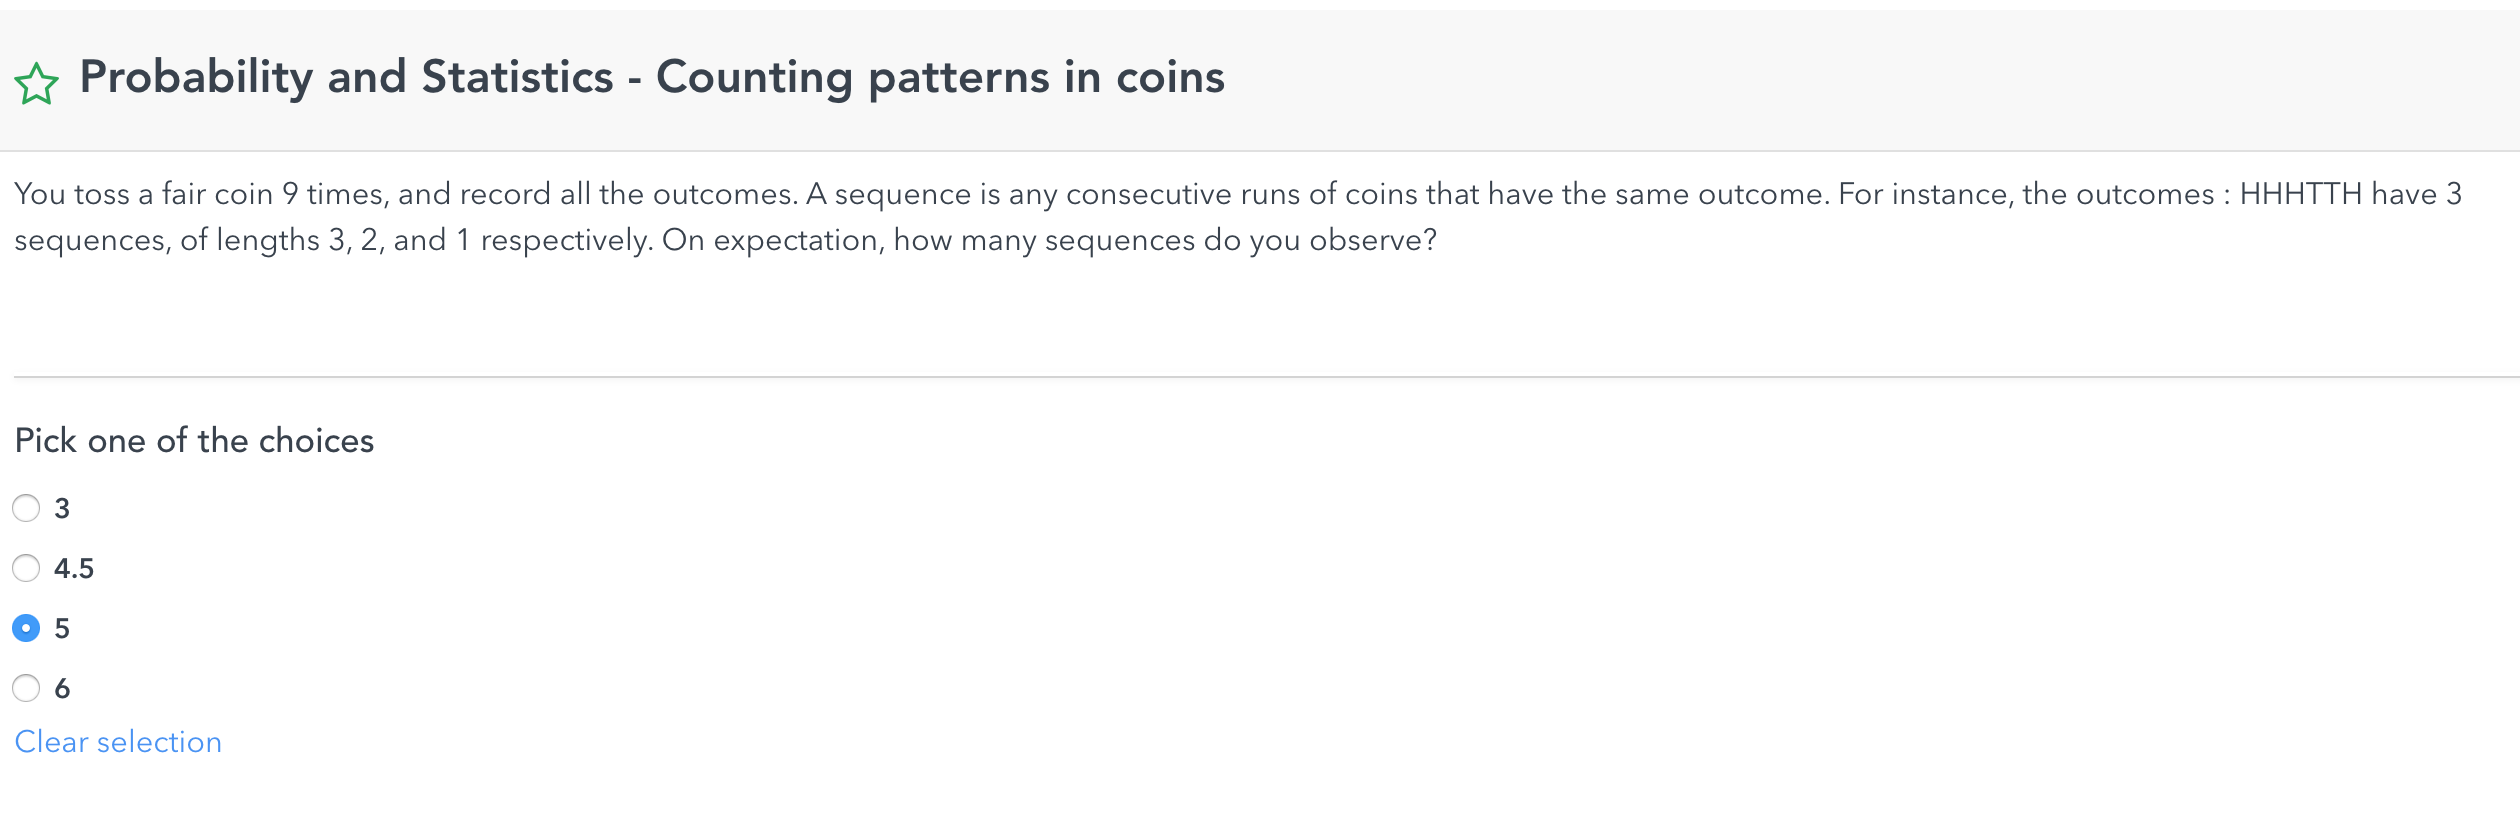 Probability and Statistics - Counting patterns in coins
You toss a fair coin 9 times, and record all the outcomes. A sequence is any consecutive runs of coins that have the same outcome. For instance, the outcomes : HHHTTH have 3
sequences, of lengths 3, 2, and 1 respectively. On expectation, how many sequences do you observe?
Pick one of the choices
3
4.5
5
6
Clear selection